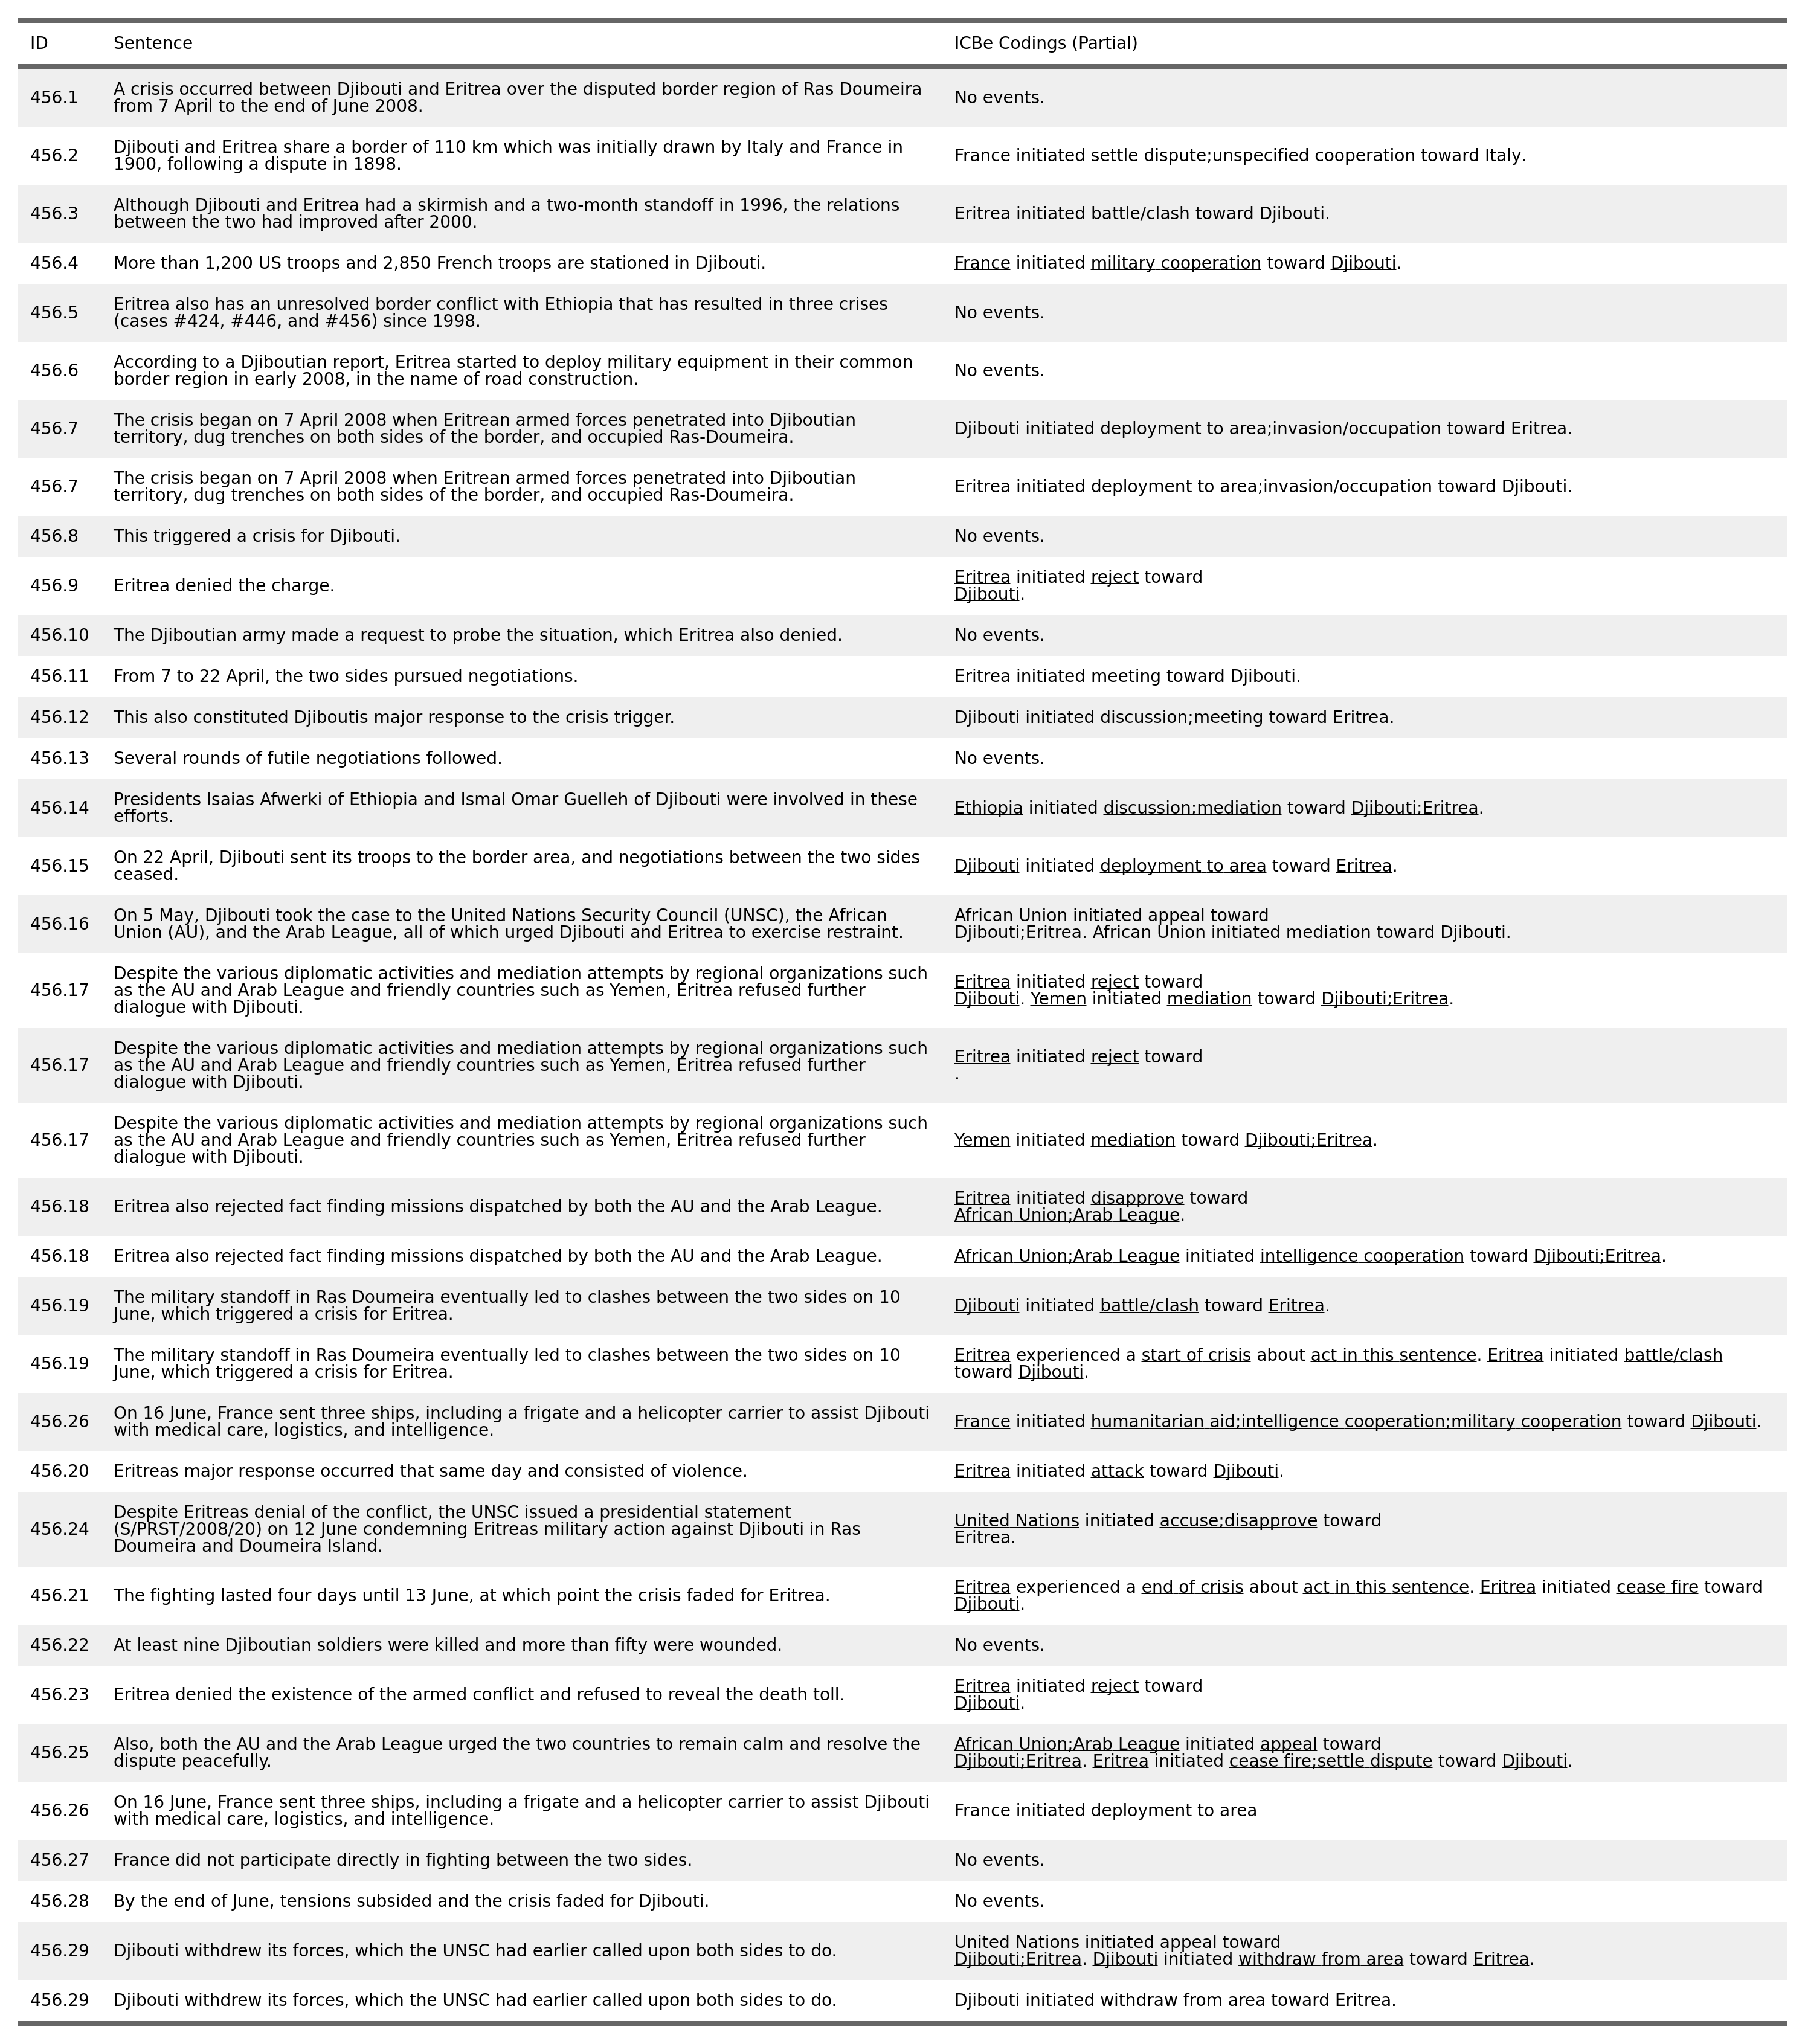 ID Sentence ICBe Codings (Partial)
456.1 A crisis occurred between Djibouti and Eritrea over the disputed border region of Ras Doumeira
from 7 April to the end of June 2008. No events.
456.2 Djibouti and Eritrea share a border of 110 km which was initially drawn by Italy and France in
1900, following a dispute in 1898. France initiated settle dispute;unspecified cooperation toward Italy.
456.3 Although Djibouti and Eritrea had a skirmish and a two-month standoff in 1996, the relations
between the two had improved after 2000. Eritrea initiated battle/clash toward Djibouti.
456.4 More than 1,200 US troops and 2,850 French troops are stationed in Djibouti. France initiated military cooperation toward Djibouti.
456.5 Eritrea also has an unresolved border conflict with Ethiopia that has resulted in three crises
(cases #424, #446, and #456) since 1998. No events.
456.6 According to a Djiboutian report, Eritrea started to deploy military equipment in their common
border region in early 2008, in the name of road construction. No events.
456.7 The crisis began on 7 April 2008 when Eritrean armed forces penetrated into Djiboutian
territory, dug trenches on both sides of the border, and occupied Ras-Doumeira. Djibouti initiated deployment to area;invasion/occupation toward Eritrea.
456.7 The crisis began on 7 April 2008 when Eritrean armed forces penetrated into Djiboutian
territory, dug trenches on both sides of the border, and occupied Ras-Doumeira. Eritrea initiated deployment to area;invasion/occupation toward Djibouti.
456.8 This triggered a crisis for Djibouti. No events.
456.9 Eritrea denied the charge. Eritrea initiated reject toward
Djibouti.
456.10 The Djiboutian army made a request to probe the situation, which Eritrea also denied. No events.
456.11 From 7 to 22 April, the two sides pursued negotiations. Eritrea initiated meeting toward Djibouti.
456.12 This also constituted Djiboutis major response to the crisis trigger. Djibouti initiated discussion;meeting toward Eritrea.
456.13 Several rounds of futile negotiations followed. No events.
456.14 Presidents Isaias Afwerki of Ethiopia and Ismal Omar Guelleh of Djibouti were involved in these
efforts. Ethiopia initiated discussion;mediation toward Djibouti;Eritrea.
456.15 On 22 April, Djibouti sent its troops to the border area, and negotiations between the two sides
ceased. Djibouti initiated deployment to area toward Eritrea.
456.16 On 5 May, Djibouti took the case to the United Nations Security Council (UNSC), the African
Union (AU), and the Arab League, all of which urged Djibouti and Eritrea to exercise restraint. African Union initiated appeal toward
Djibouti;Eritrea. African Union initiated mediation toward Djibouti.
456.17 Despite the various diplomatic activities and mediation attempts by regional organizations such
as the AU and Arab League and friendly countries such as Yemen, Eritrea refused further
dialogue with Djibouti. Eritrea initiated reject toward
Djibouti. Yemen initiated mediation toward Djibouti;Eritrea.
456.17 Despite the various diplomatic activities and mediation attempts by regional organizations such
as the AU and Arab League and friendly countries such as Yemen, Eritrea refused further
dialogue with Djibouti. Eritrea initiated reject toward
.
456.17 Despite the various diplomatic activities and mediation attempts by regional organizations such
as the AU and Arab League and friendly countries such as Yemen, Eritrea refused further
dialogue with Djibouti. Yemen initiated mediation toward Djibouti;Eritrea.
456.18 Eritrea also rejected fact finding missions dispatched by both the AU and the Arab League. Eritrea initiated disapprove toward
African Union;Arab League.
456.18 Eritrea also rejected fact finding missions dispatched by both the AU and the Arab League. African Union;Arab League initiated intelligence cooperation toward Djibouti;Eritrea.
456.19 The military standoff in Ras Doumeira eventually led to clashes between the two sides on 10
June, which triggered a crisis for Eritrea. Djibouti initiated battle/clash toward Eritrea.
456.19 The military standoff in Ras Doumeira eventually led to clashes between the two sides on 10
June, which triggered a crisis for Eritrea. Eritrea experienced a start of crisis about act in this sentence. Eritrea initiated battle/clash
toward Djibouti.
456.26 On 16 June, France sent three ships, including a frigate and a helicopter carrier to assist Djibouti
with medical care, logistics, and intelligence. France initiated humanitarian aid;intelligence cooperation;military cooperation toward Djibouti.
456.20 Eritreas major response occurred that same day and consisted of violence. Eritrea initiated attack toward Djibouti.
456.24 Despite Eritreas denial of the conflict, the UNSC issued a presidential statement
(S/PRST/2008/20) on 12 June condemning Eritreas military action against Djibouti in Ras
Doumeira and Doumeira Island. United Nations initiated accuse;disapprove toward
Eritrea.
456.21 The fighting lasted four days until 13 June, at which point the crisis faded for Eritrea. Eritrea experienced a end of crisis about act in this sentence. Eritrea initiated cease fire toward
Djibouti.
456.22 At least nine Djiboutian soldiers were killed and more than fifty were wounded. No events.
456.23 Eritrea denied the existence of the armed conflict and refused to reveal the death toll. Eritrea initiated reject toward
Djibouti.
456.25 Also, both the AU and the Arab League urged the two countries to remain calm and resolve the
dispute peacefully. African Union;Arab League initiated appeal toward
Djibouti;Eritrea. Eritrea initiated cease fire;settle dispute toward Djibouti.
456.26 On 16 June, France sent three ships, including a frigate and a helicopter carrier to assist Djibouti
with medical care, logistics, and intelligence. France initiated deployment to area
456.27 France did not participate directly in fighting between the two sides. No events.
456.28 By the end of June, tensions subsided and the crisis faded for Djibouti. No events.
456.29 Djibouti withdrew its forces, which the UNSC had earlier called upon both sides to do. United Nations initiated appeal toward
Djibouti;Eritrea. Djibouti initiated withdraw from area toward Eritrea.
456.29 Djibouti withdrew its forces, which the UNSC had earlier called upon both sides to do. Djibouti initiated withdraw from area toward Eritrea.